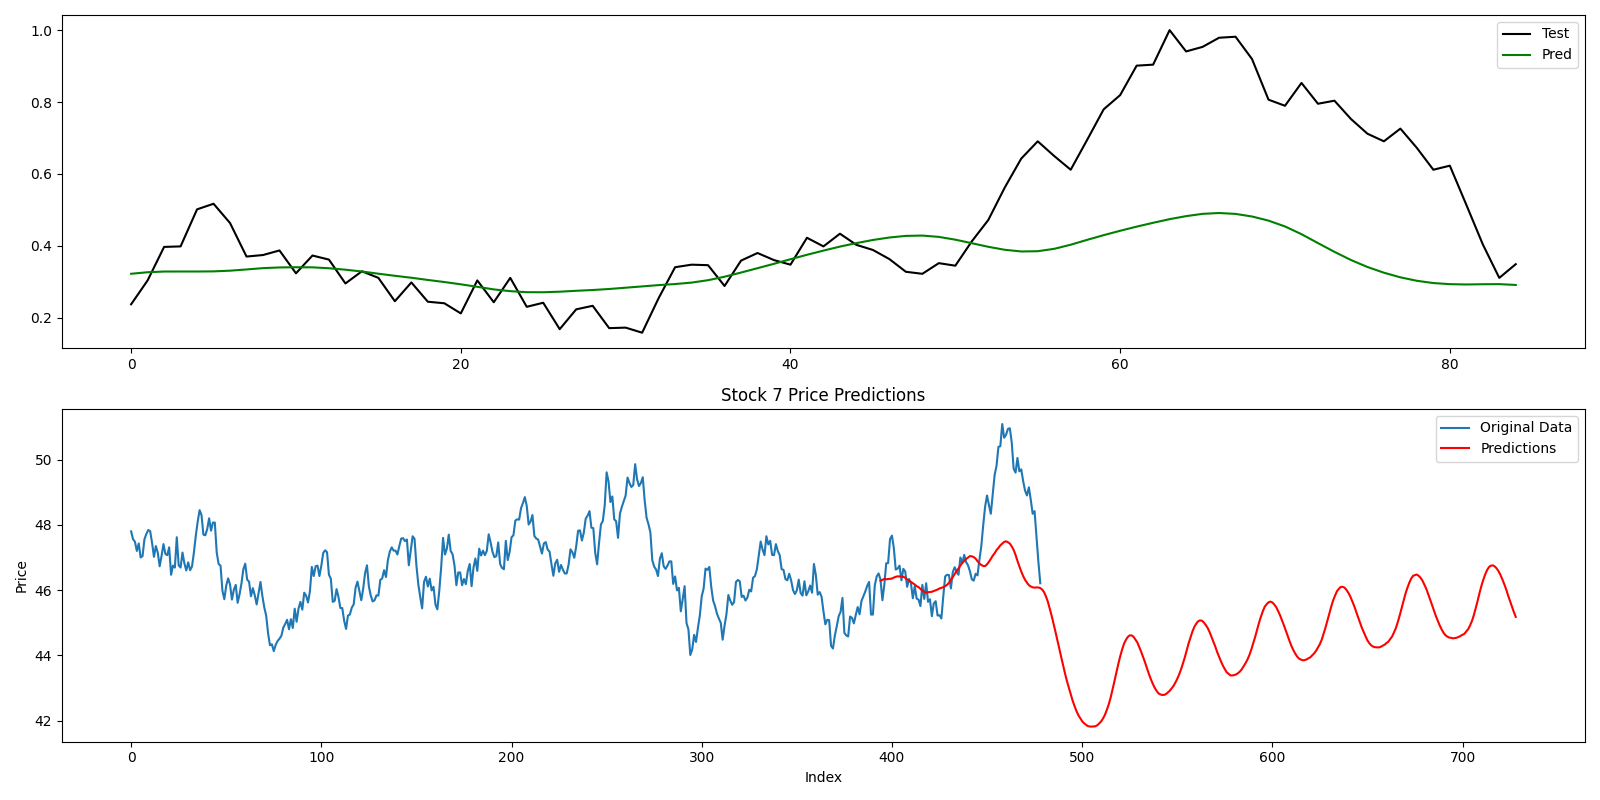 1.0
0.8
0.6
0.4
0.2
Test
Pred
0 20 40 60 80
Stock 7 Price Predictions
Price
50
48
46
44
42
Original Data
Predictions
0 100 200 300 400 500 600 700
Index